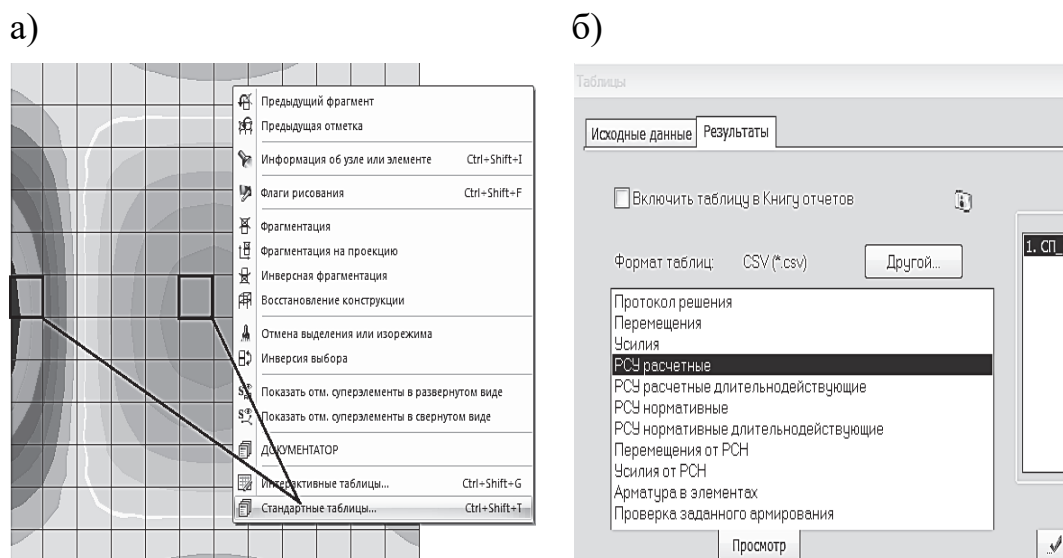 а)
Предыдущий фрагмент
Предыдущая отметка
Информация об узле или элементе Ctrl+Shift+I
Флаги рисования Ctrl+Shift+F
Фрагментация
Фрагментация на проекцию
Инверсная фрагментация
Восстановление конструкции
Отмена выделения или изорежима
Инверсия выбора
Показать отм. суперэлементы в развернутом виде
Показать отм. суперэлементы в свернутом виде
ДОКУМЕНТАТОР
Интерактивные таблицы... Ctrl+Shift+G
Стандартные таблицы... Ctrl+Shift+T
б)
Таблицы
Исходные данные Результаты
Включить таблицу в Книгу отчетов
Формат таблиц: CSV (*.csv) Другой...
Протокол решения
Перемещения
Усилия
РСУ расчетные
РСУ расчетные длительнодействующие
РСУ нормативные
РСУ нормативные длительнодействующие
Перемещения от РСН
Усилия от РСН
Арматура в элементах
Проверка заданного армирования
1. СП_
Просмотр